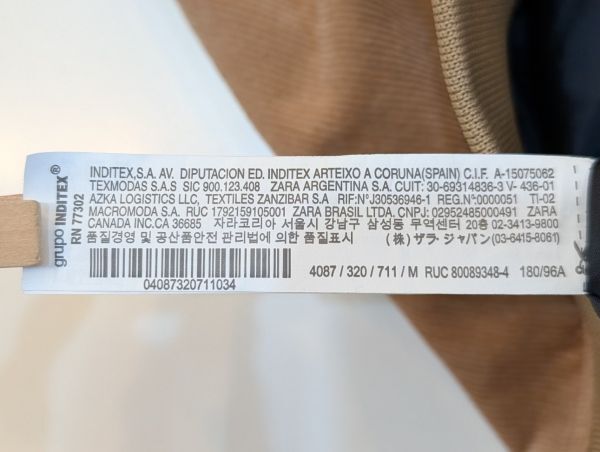 grupo INDITEX®
RN 77302
INDITEX,S.A. AV. DIPUTACION ED. INDITEX ARTEIXO A CORUNA(SPAIN) C.I.F. A-15075062
TEXMODAS S.A.S SIC 900.123.408 ZARA ARGENTINA S.A. CUIT: 30-69314836-3 V- 436-01
AZKA LOGISTICS LLC, TEXTILES ZANZIBAR S.A RIF:N°J30536946-1 REG.N°:0000051 TI-02
MACROMODA S.A. RUC 1792159105001 ZARA BRASIL LTDA. CNPJ: 02952485000491 ZARA
CANADA INC.CA 36685 자라코리아 서울시 강남구 삼성동 무역센터 20층 02-3413-9800
품질경영 및 공산품안전 관리법에 의한 품질표시 (株) ザラ ジャパン(03-6415-8061)
04087320711034
4087 / 320 / 711 / M RUC 80089348-4 180/96A